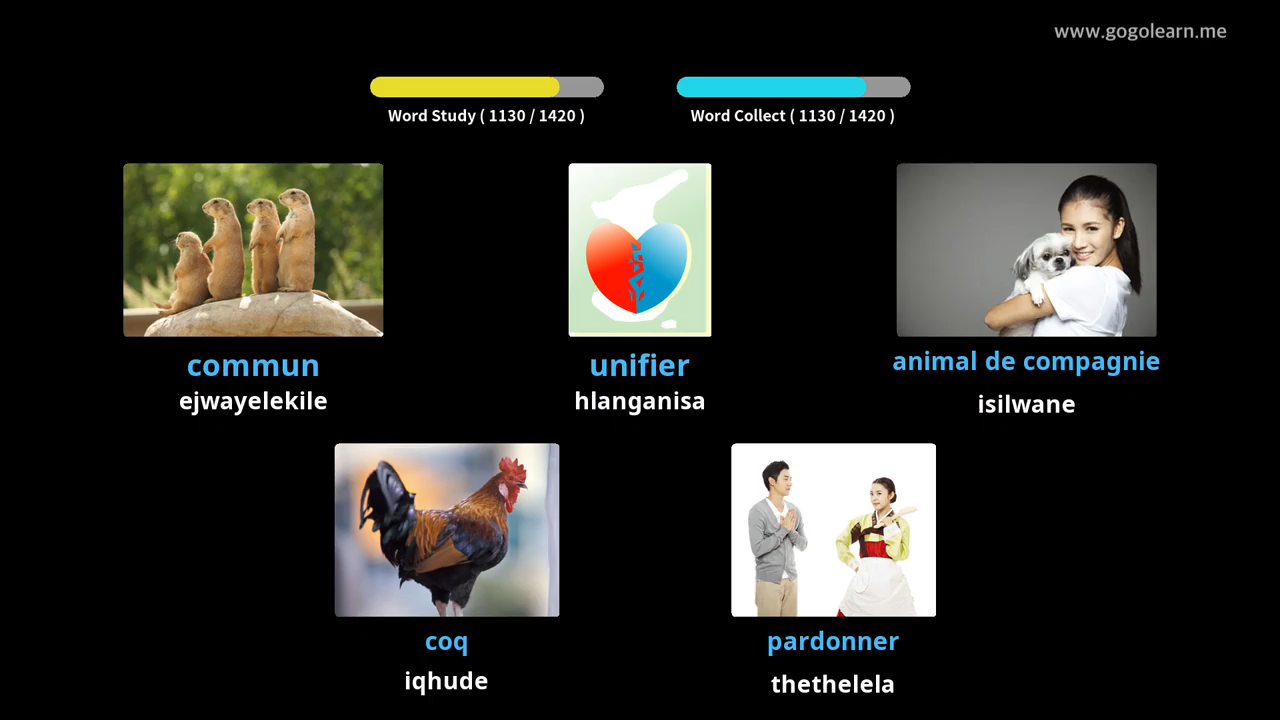 www.gogolearn.me
Word Study ( 1130 / 1420 )
Word Collect ( 1130 / 1420 )
commun
ejwayelekile
unifier
hlanganisa
animal de compagnie
isilwane
coq
iqhude
pardonner
thethelela